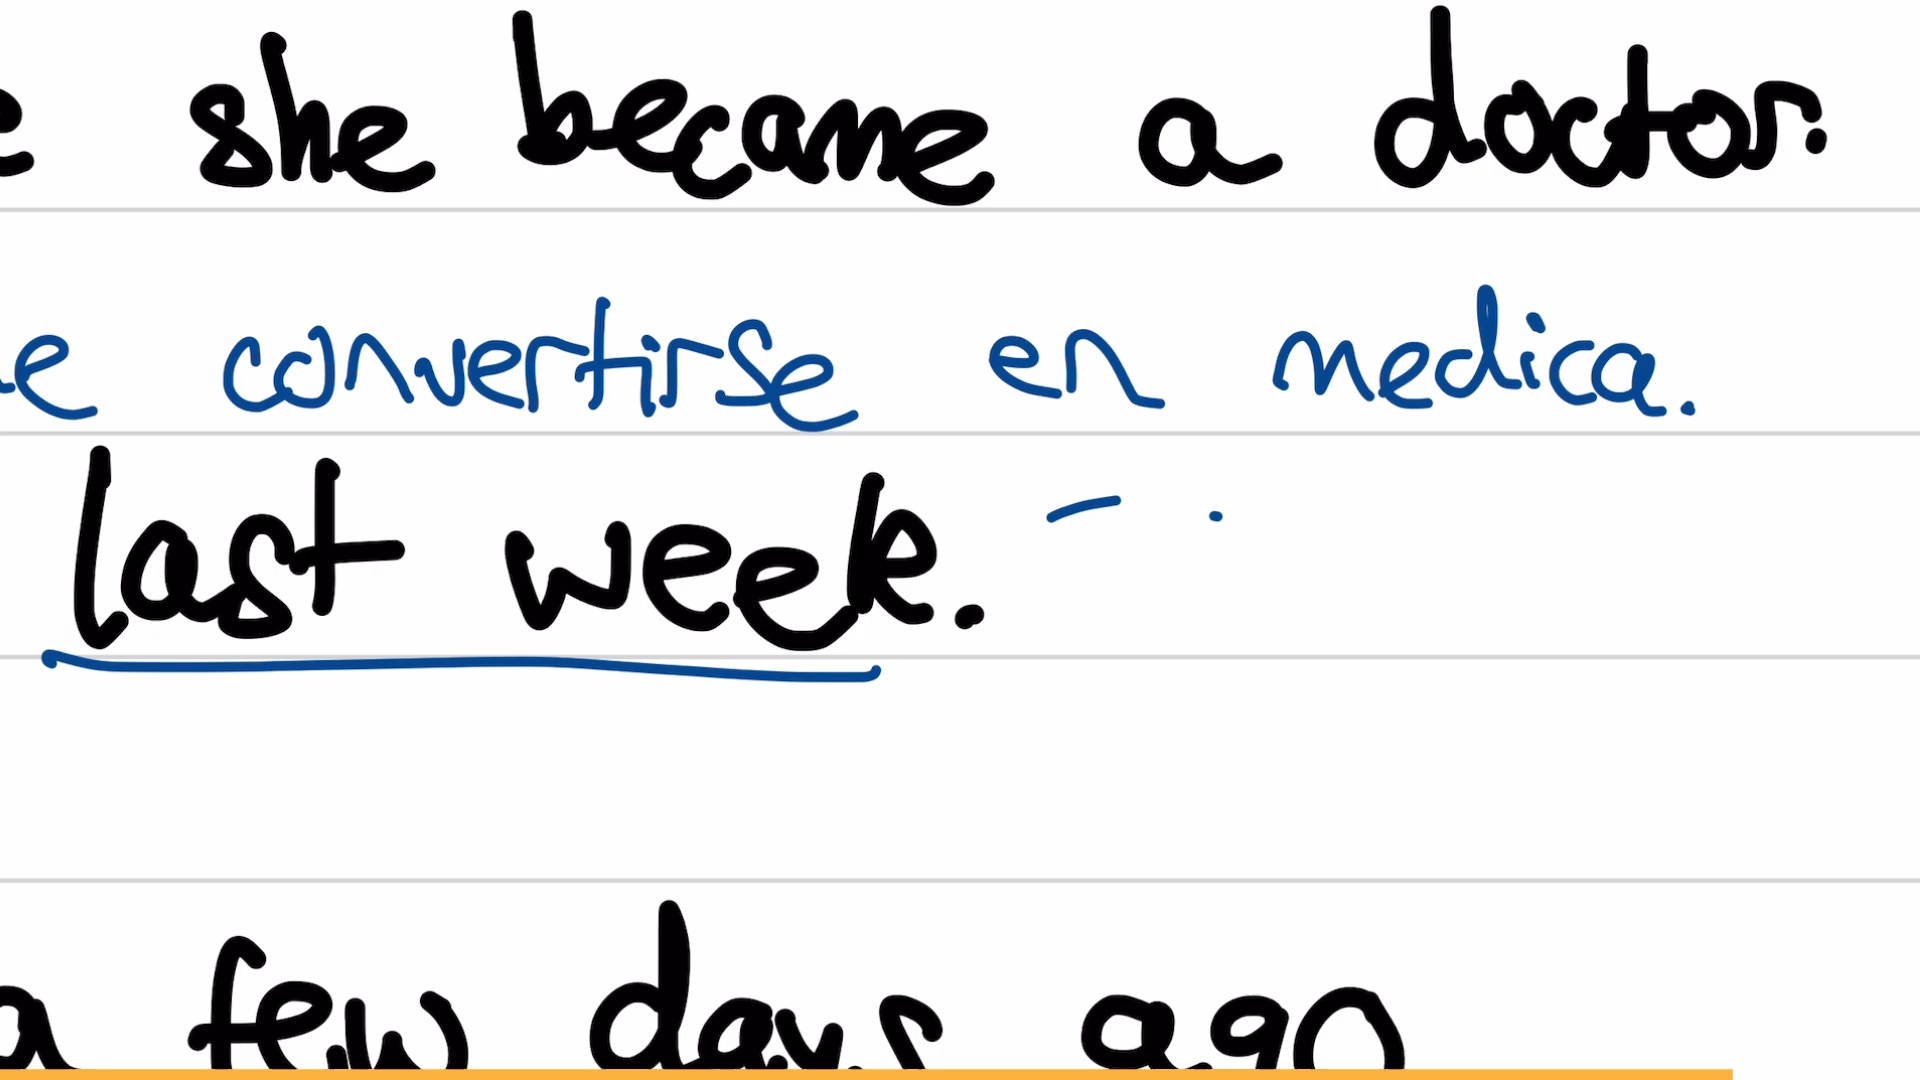 she became a doctor.
convertirse en medica.
last week.
a few days ago